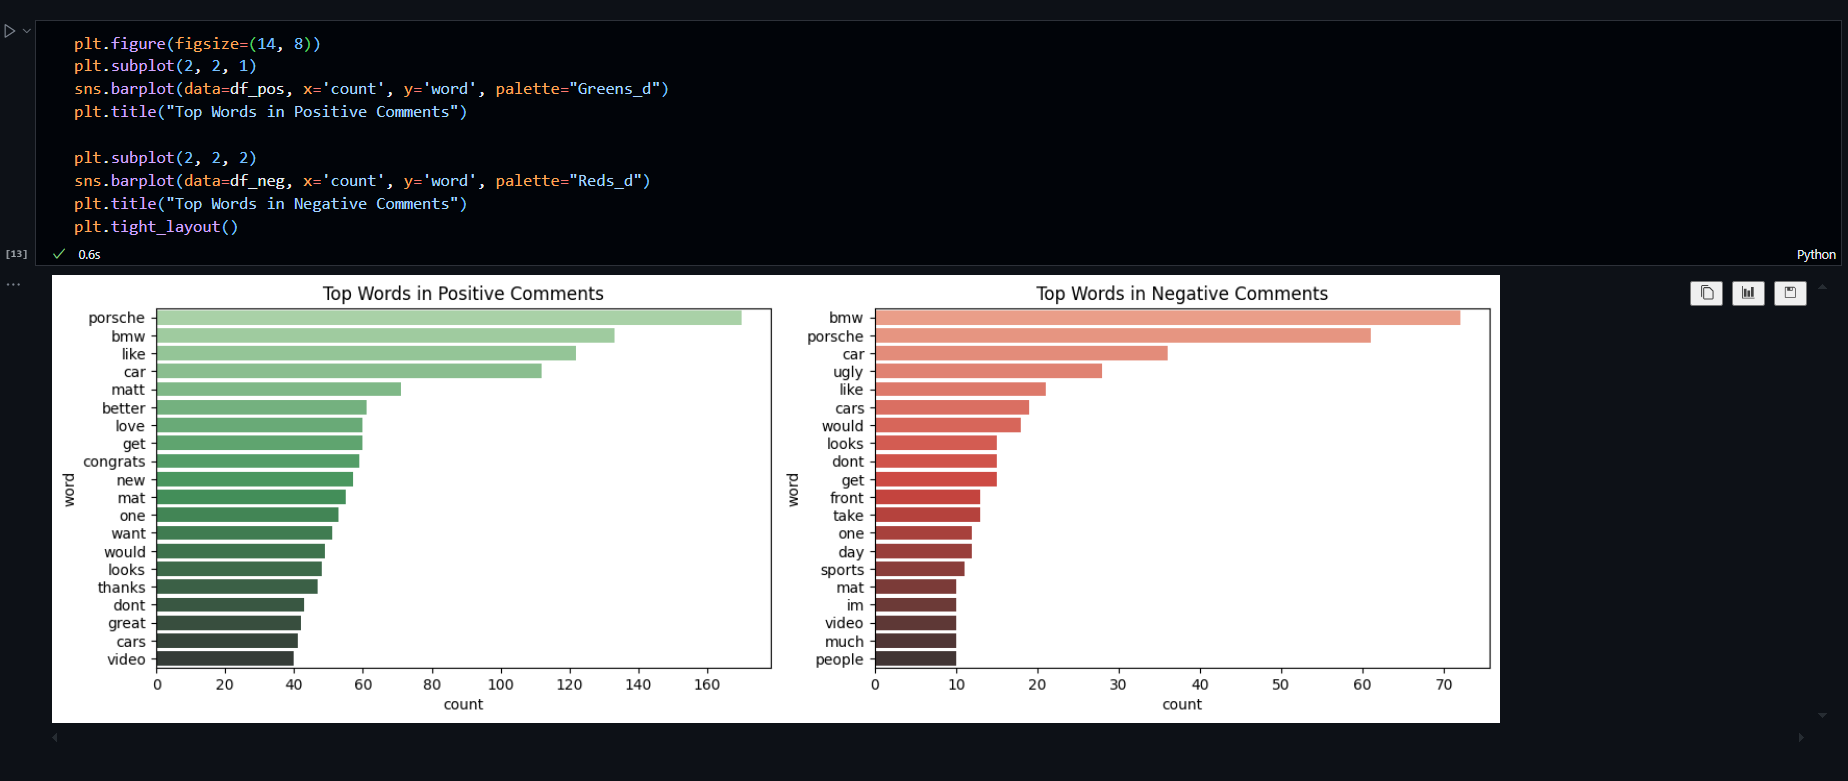 plt.figure(figsize=(14, 8))
plt.subplot(2, 2, 1)
sns.barplot(data=df_pos, x='count', y='word', palette="Greens_d")
plt.title("Top Words in Positive Comments")
plt.subplot(2, 2, 2)
sns.barplot(data=df_neg, x='count', y='word', palette="Reds_d")
plt.title("Top Words in Negative Comments")
plt.tight_layout()
[13]
0.6s
Python
...
Top Words in Positive Comments
word
porsche
bmw
like
car
matt
better
love
get
congrats
new
mat
one
want
would
looks
thanks
dont
great
cars
video
0 20 40 60 80 100 120 140 160
count
Top Words in Negative Comments
word
bmw
porsche
car
ugly
like
cars
would
looks
dont
get
front
take
one
day
sports
mat
im
video
much
people
0 10 20 30 40 50 60 70
count